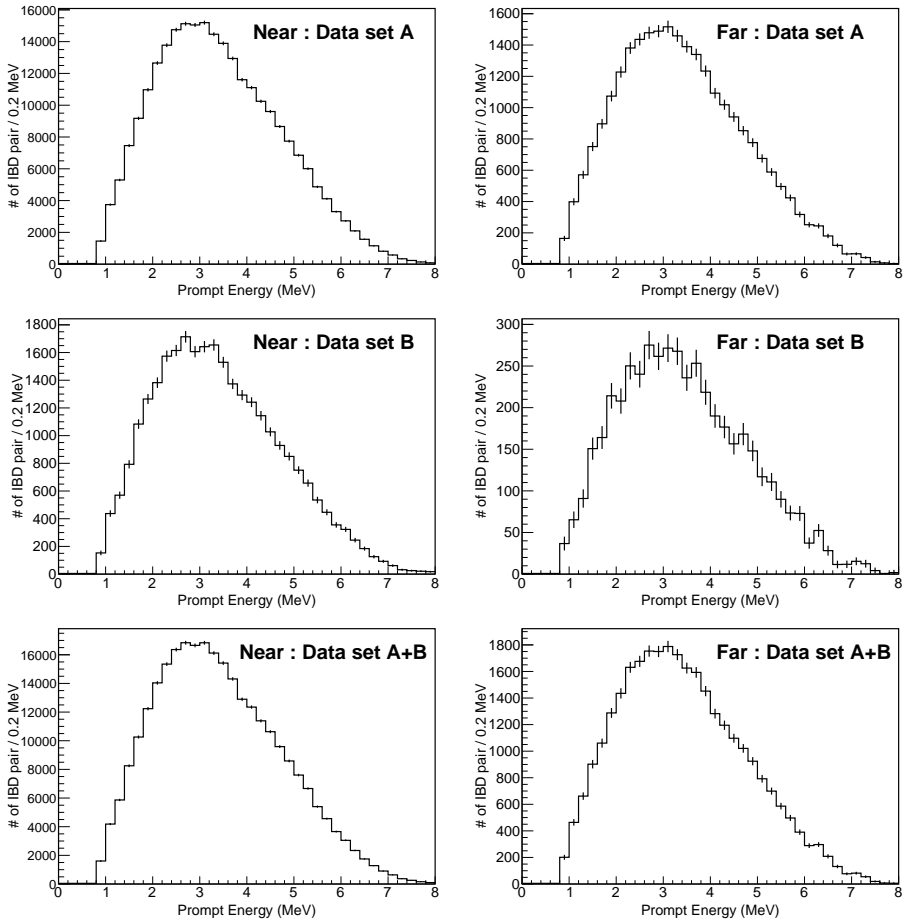 Near : Data set A
# of IBD pair / 0.2 MeV
16000
14000
12000
10000
8000
6000
4000
2000
0
0 1 2 3 4 5 6 7 8
Prompt Energy (MeV)
Far : Data set A
# of IBD pair / 0.2 MeV
1600
1400
1200
1000
800
600
400
200
0
0 1 2 3 4 5 6 7 8
Prompt Energy (MeV)
Near : Data set B
# of IBD pair / 0.2 MeV
1800
1600
1400
1200
1000
800
600
400
200
0
0 1 2 3 4 5 6 7 8
Prompt Energy (MeV)
Far : Data set B
# of IBD pair / 0.2 MeV
300
250
200
150
100
50
0
0 1 2 3 4 5 6 7 8
Prompt Energy (MeV)
Near : Data set A+B
# of IBD pair / 0.2 MeV
16000
14000
12000
10000
8000
6000
4000
2000
0
0 1 2 3 4 5 6 7 8
Prompt Energy (MeV)
Far : Data set A+B
# of IBD pair / 0.2 MeV
1800
1600
1400
1200
1000
800
600
400
200
0
0 1 2 3 4 5 6 7 8
Prompt Energy (MeV)